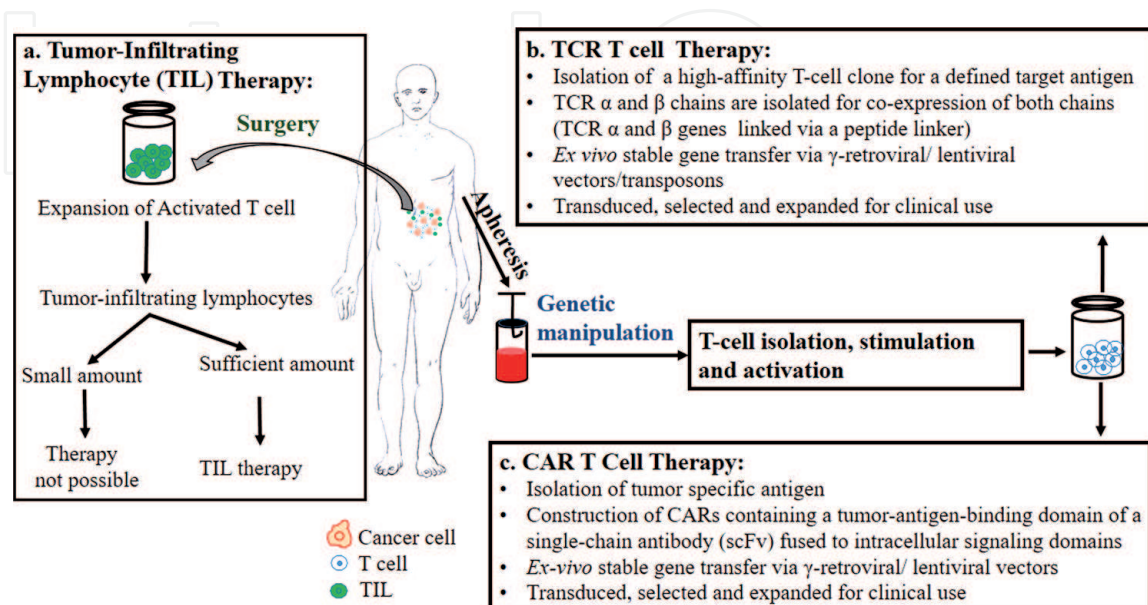 a. Tumor-Infiltrating
Lymphocyte (TIL) Therapy:
Surgery
Expansion of Activated T cell
Tumor-infiltrating lymphocytes
Small amount
Sufficient amount
Therapy
not possible
TIL therapy
Cancer cell
T cell
TIL
Apheresis
Genetic
manipulation
T-cell isolation, stimulation
and activation
b. TCR T cell Therapy:
• Isolation of a high-affinity T-cell clone for a defined target antigen
• TCR α and β chains are isolated for co-expression of both chains
(TCR α and β genes linked via a peptide linker)
• Ex vivo stable gene transfer via γ-retroviral/ lentiviral
vectors/transposons
• Transduced, selected and expanded for clinical use
c. CAR T Cell Therapy:
• Isolation of tumor specific antigen
• Construction of CARs containing a tumor-antigen-binding domain of a
single-chain antibody (scFv) fused to intracellular signaling domains
• Ex-vivo stable gene transfer via γ-retroviral/ lentiviral vectors
• Transduced, selected and expanded for clinical use